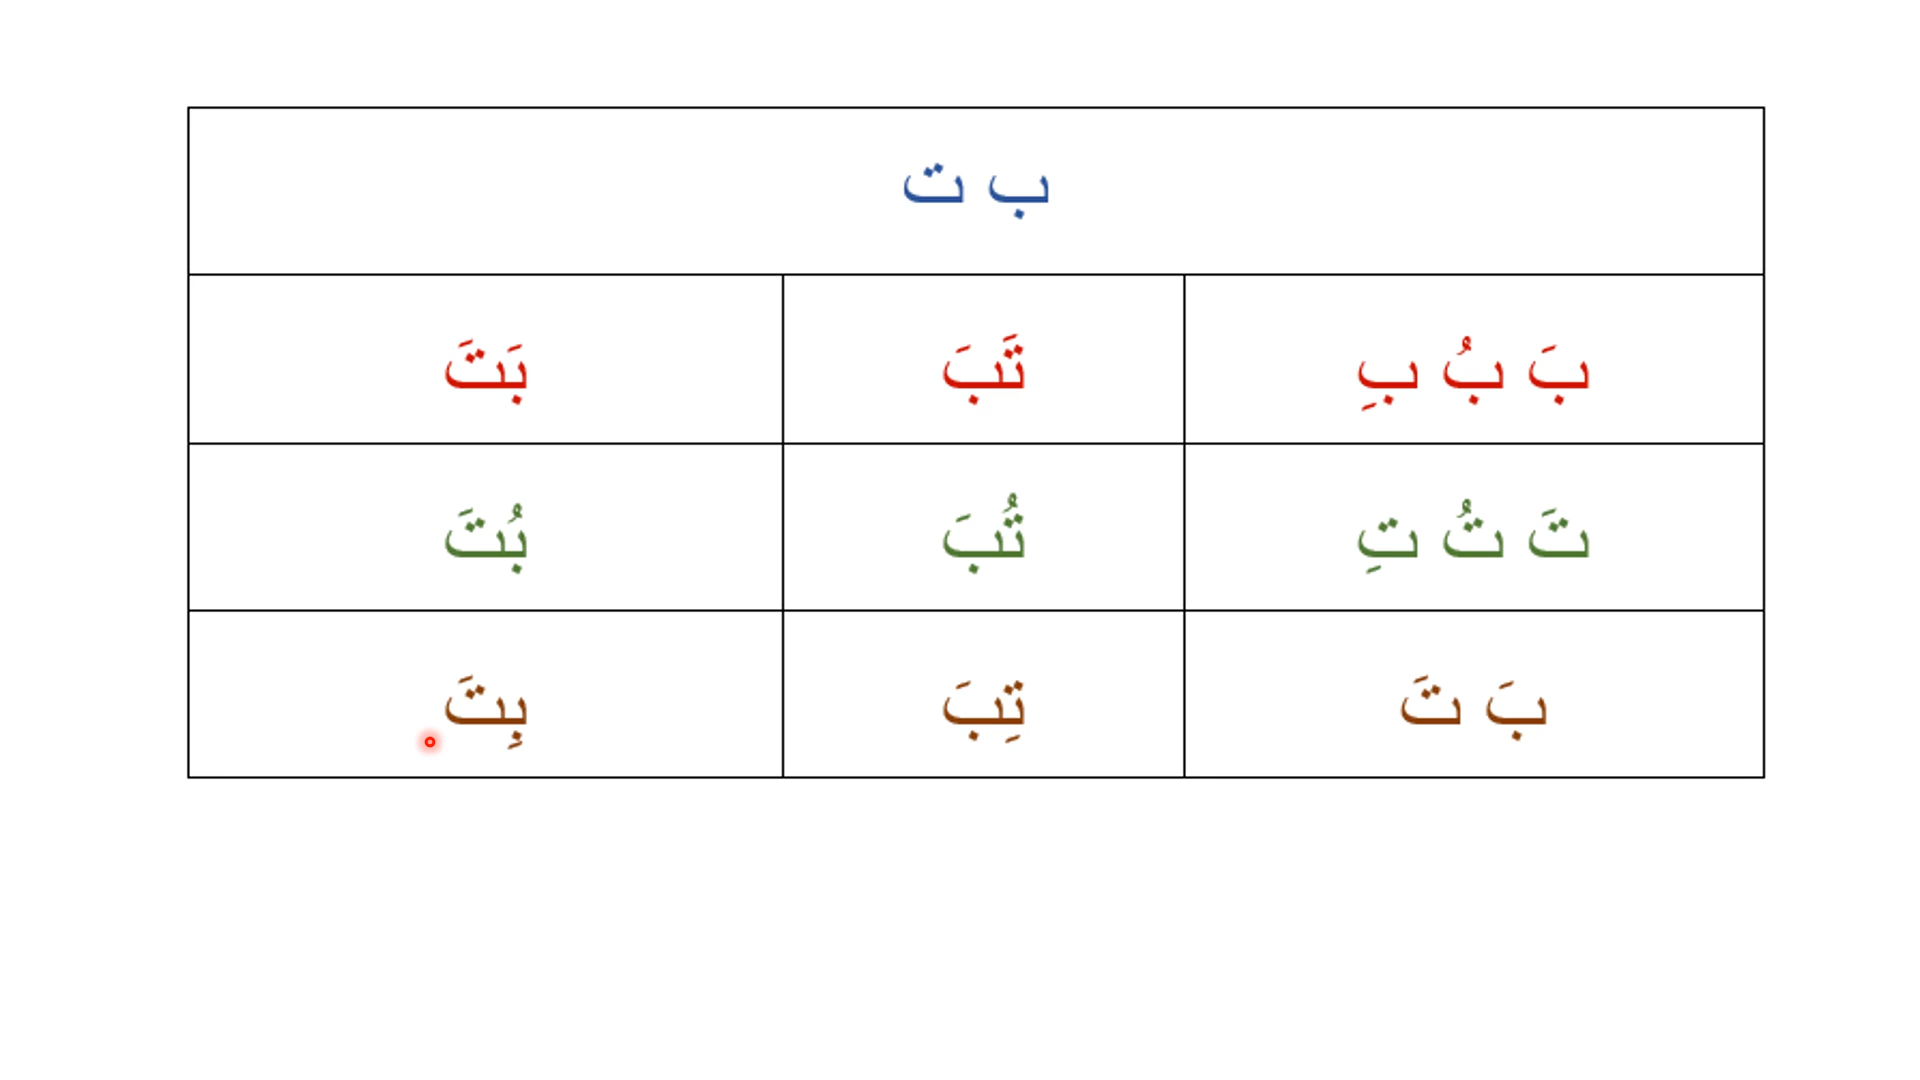 ب ت
بَ بُ بِ
تَبَ
بَتَ
تَ تُ تِ
تُبَ
بُتَ
بَ تَ
تِبَ
بِتَ